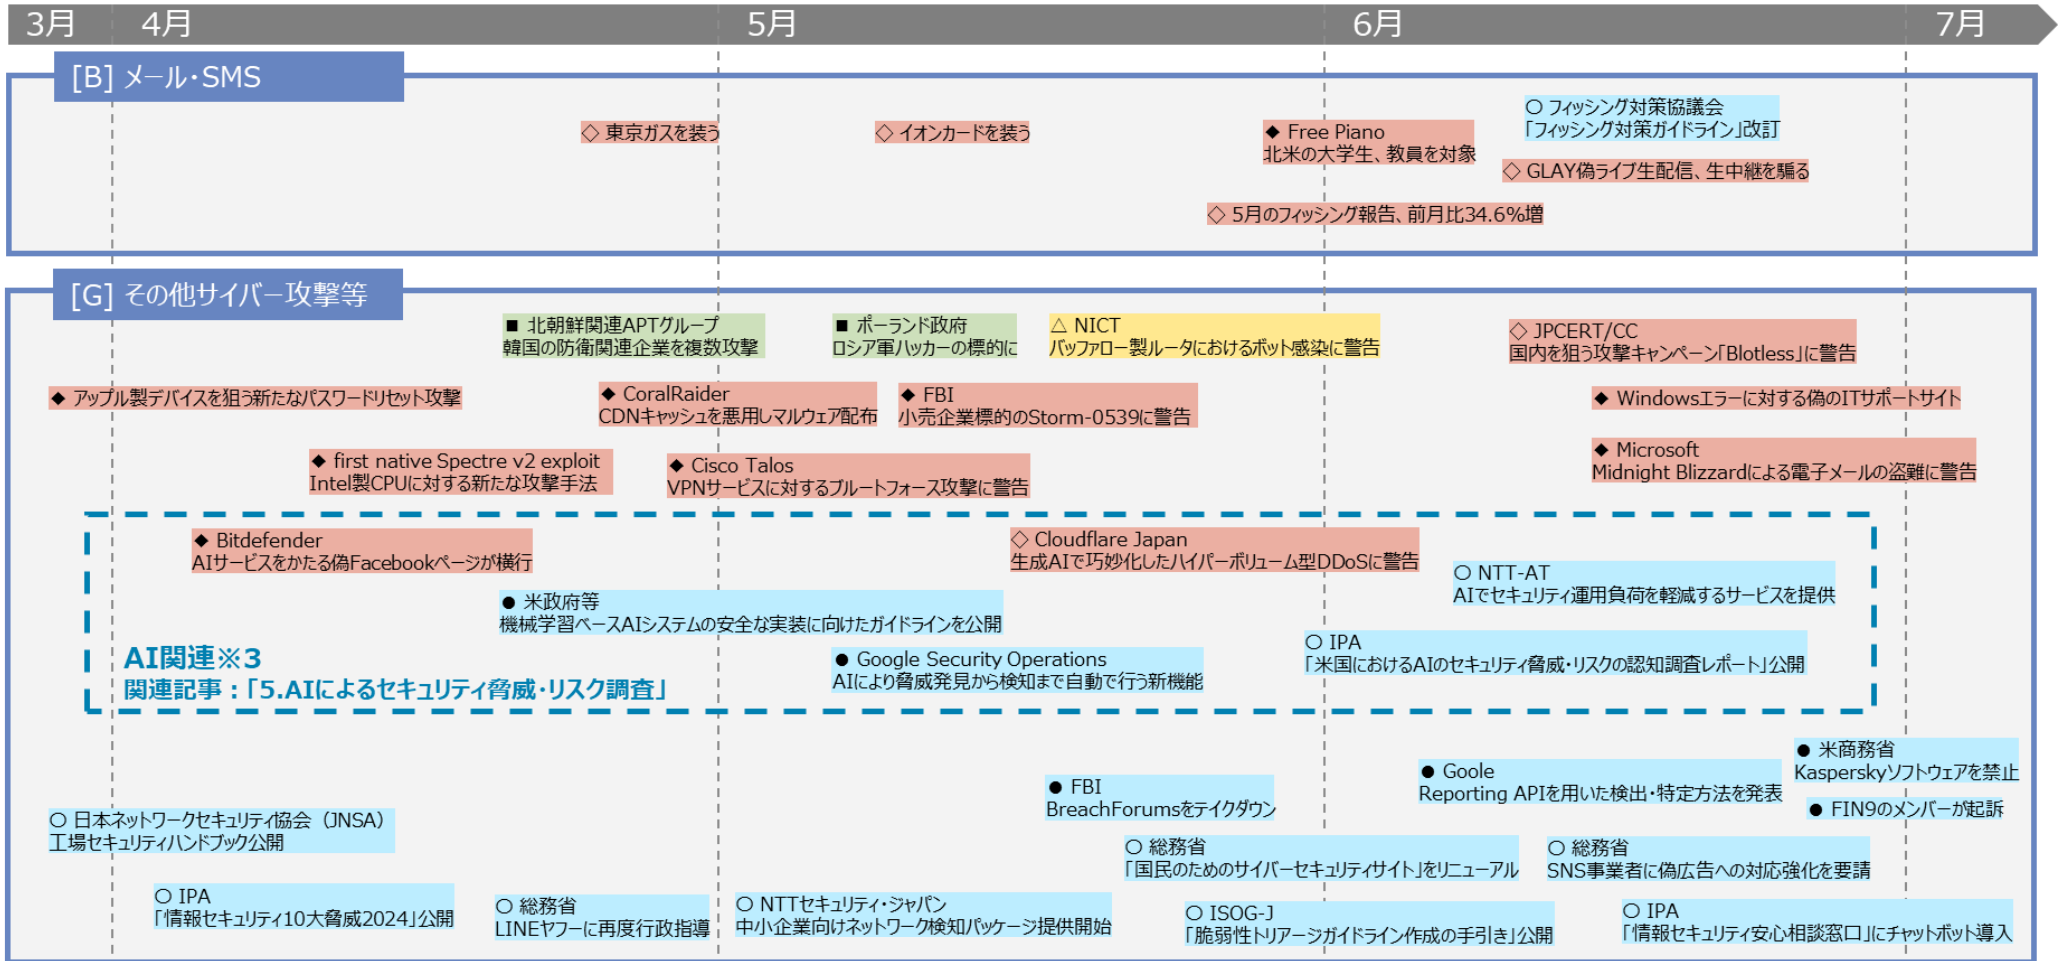 3月 4月 5月 6月 7月
[B] メール・SMS
○ フィッシング対策協議会
「フィッシング対策ガイドライン」改訂
◇ 東京ガスを装う
◇ イオンカードを装う
◆ Free Piano
北米の大学生、教員を対象
◇ GLAY偽ライブ生配信、生中継を騙る
◇ 5月のフィッシング報告、前月比34.6%増
[G] その他サイバー攻撃等
■ 北朝鮮関連APTグループ
韓国の防衛関連企業を複数攻撃
■ ポーランド政府
ロシア軍ハッカーの標的に
△ NICT
バッファロー製ルータにおけるボット感染に警告
◇ JPCERT/CC
国内を狙う攻撃キャンペーン「Blotless」に警告
◆ アップル製デバイスを狙う新たなパスワードリセット攻撃
◆ CoralRaider
CDNキャッシュを悪用しマルウェア配布
◆ FBI
小売企業標的のStorm-0539に警告
◆ Windowsエラーに対する偽のITサポートサイト
◆ first native Spectre v2 exploit
Intel製CPUに対する新たな攻撃手法
◆ Cisco Talos
VPNサービスに対するブルートフォース攻撃に警告
◆ Microsoft
Midnight Blizzardによる電子メールの盗難に警告
◆ Bitdefender
AIサービスをかたる偽Facebookページが横行
◇ Cloudflare Japan
生成AIで巧妙化したハイパーボリューム型DDoSに警告
○ NTT-AT
AIでセキュリティ運用負荷を軽減するサービスを提供
● 米政府等
機械学習ベースAIシステムの安全な実装に向けたガイドラインを公開
○ IPA
「米国におけるAIのセキュリティ脅威・リスクの認知調査レポート」公開
● Google Security Operations
AIにより脅威発見から検知まで自動で行う新機能
AI関連※3
関連記事：「5.AIによるセキュリティ脅威・リスク調査」
● 米商務省
Kasperskyソフトウェアを禁止
● Goole
Reporting APIを用いた検出・特定方法を発表
● FBI
BreachForumsをテイクダウン
● FIN9のメンバーが起訴
○ 日本ネットワークセキュリティ協会（JNSA）
工場セキュリティハンドブック公開
○ 総務省
「国民のためのサイバーセキュリティサイト」をリニューアル
○ 総務省
SNS事業者に偽広告への対応強化を要請
○ IPA
「情報セキュリティ10大脅威2024」公開
○ 総務省
LINEヤフーに再度行政指導
○ NTTセキュリティ・ジャパン
中小企業向けネットワーク検知パッケージ提供開始
○ ISOG-J
「脆弱性トリアージガイドライン作成の手引き」公開
○ IPA
「情報セキュリティ安心相談窓口」にチャットボット導入